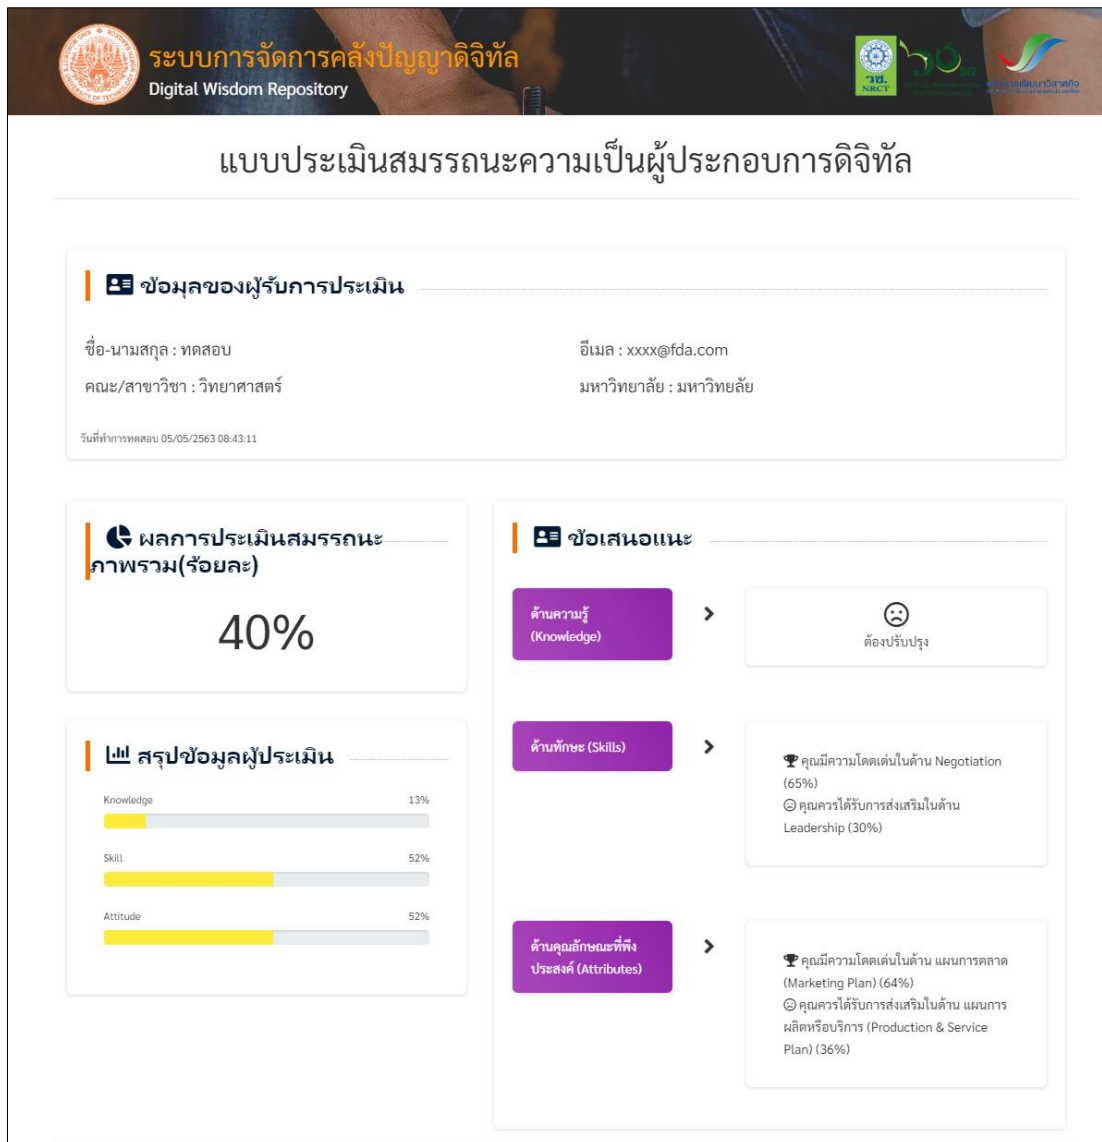 ระบบการจัดการคลังปัญญาดิจิทัล
Digital Wisdom Repository
วช.
NRCT
แบบประเมินสมรรถนะความเป็นผู้ประกอบการดิจิทัล
ข้อมูลของผู้รับการประเมิน
ชื่อ-นามสกุล : ทดสอบ
อีเมล : xxxx@fda.com
คณะ/สาขาวิชา : วิทยาศาสตร์
มหาวิทยาลัย : มหาวิทยลัย
วันที่ทำการทดสอบ 05/05/2563 08:43:11
ผลการประเมินสมรรถนะ
ภาพรวม(ร้อยละ)
40%
สรุปข้อมูลผู้ประเมิน
Knowledge 13%
Skill 52%
Attitude 52%
ข้อเสนอแนะ
ด้านความรู้
(Knowledge)
ต้องปรับปรุง
ด้านทักษะ (Skills)
คุณมีความโดดเด่นในด้าน Negotiation
(65%)
คุณควรได้รับการส่งเสริมในด้าน
Leadership (30%)
ด้านคุณลักษณะที่พึง
ประสงค์ (Attributes)
คุณมีความโดดเด่นในด้าน แผนการตลาด
(Marketing Plan) (64%)
คุณควรได้รับการส่งเสริมในด้าน แผนการ
ผลิตหรือบริการ (Production & Service
Plan) (36%)